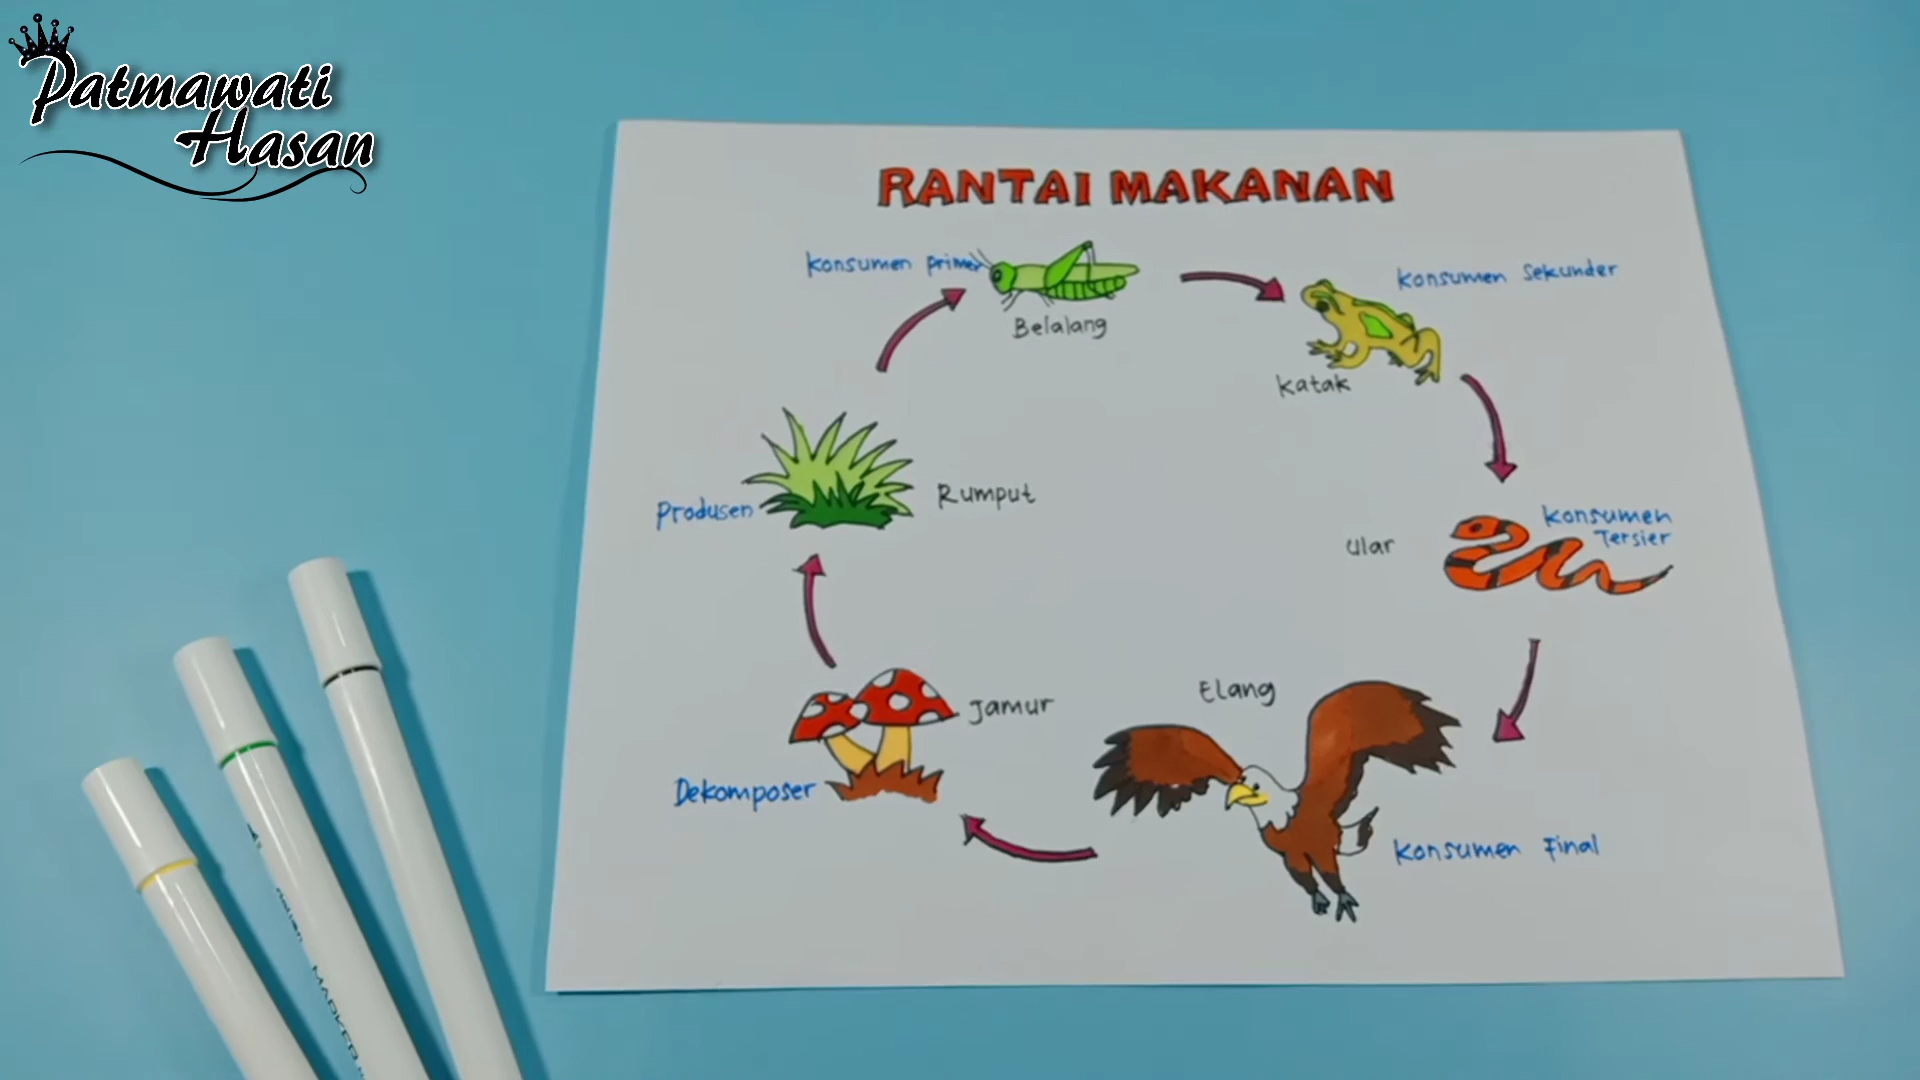 Patmawati
Hasan
RANTAI MAKANAN
Konsumen primer
Belalang
Konsumen Sekunder
Katak
Produsen
Rumput
Ular
Konsumen
Tersier
Jamur
Elang
Dekomposer
Konsumen Final
MARKER